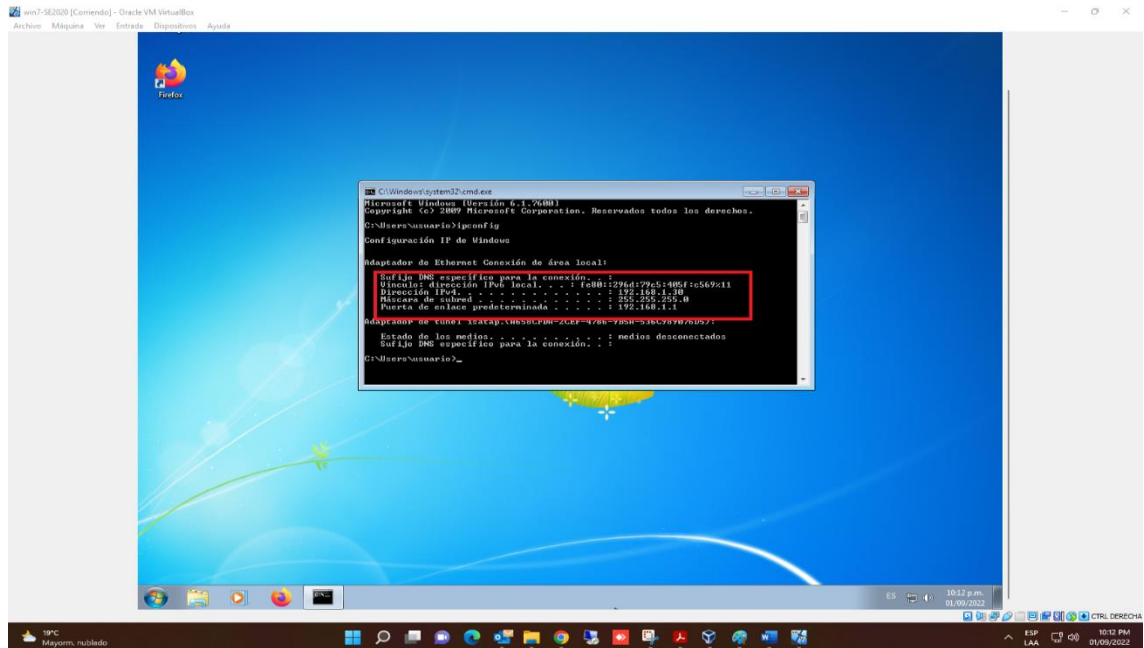 win7-SE2020 [Corriendo] - Oracle VM VirtualBox
Archivo Máquina Ver Entrada Dispositivos Ayuda
Firefox
C:\Windows\system32\cmd.exe
Microsoft Windows [Versión 6.1.7600]
Copyright (c) 2009 Microsoft Corporation. Reservados todos los derechos.
C:\Users\usuario>ipconfig
Configuración IP de Windows
Adaptador de Ethernet Conexión de área local:
Sufijo DNS específico para la conexión. . :
Vínculo: dirección IPv6 local. . . : fe80::296d:79c5:405f:c569%11
Dirección IPv4. . . . . . . . . . . . . . : 192.168.1.30
Máscara de subred . . . . . . . . . . . . : 255.255.255.0
Puerta de enlace predeterminada . . . . . : 192.168.1.1
Adaptador de túnel isatap.
Estado de los medios. . . . . . . . . . . : medios desconectados
Sufijo DNS específico para la conexión. . :
C:\Users\usuario>_
ES
10:12 p.m.
01/09/2022
CTRL DERECHA
19°C
Mayorm. nublado
ESP
LAA
10:12 PM
01/09/2022